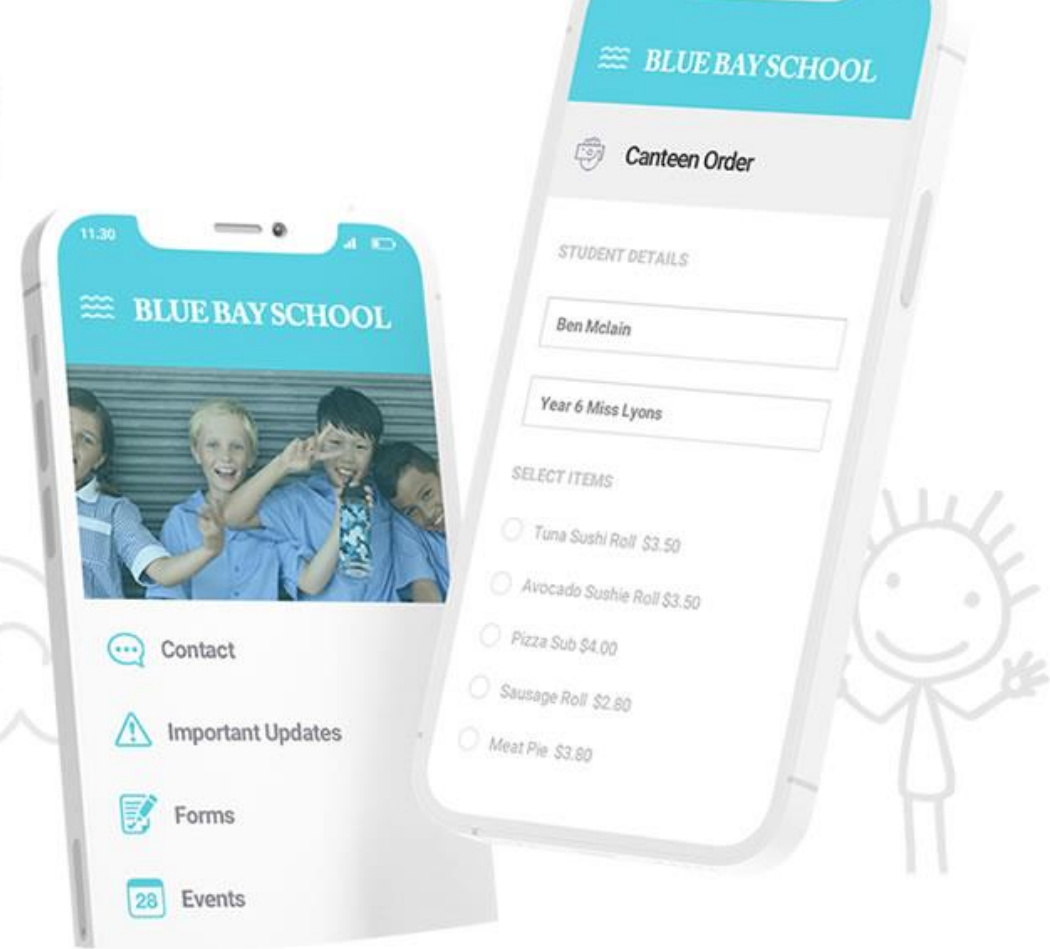 11.30
BLUE BAY SCHOOL
Contact
Important Updates
Forms
28 Events
BLUE BAY SCHOOL
Canteen Order
STUDENT DETAILS
Ben Mclain
Year 6 Miss Lyons
SELECT ITEMS
Tuna Sushi Roll $3.50
Avocado Sushie Roll $3.50
Pizza Sub $4.00
Sausage Roll $2.80
Meat Pie $3.80